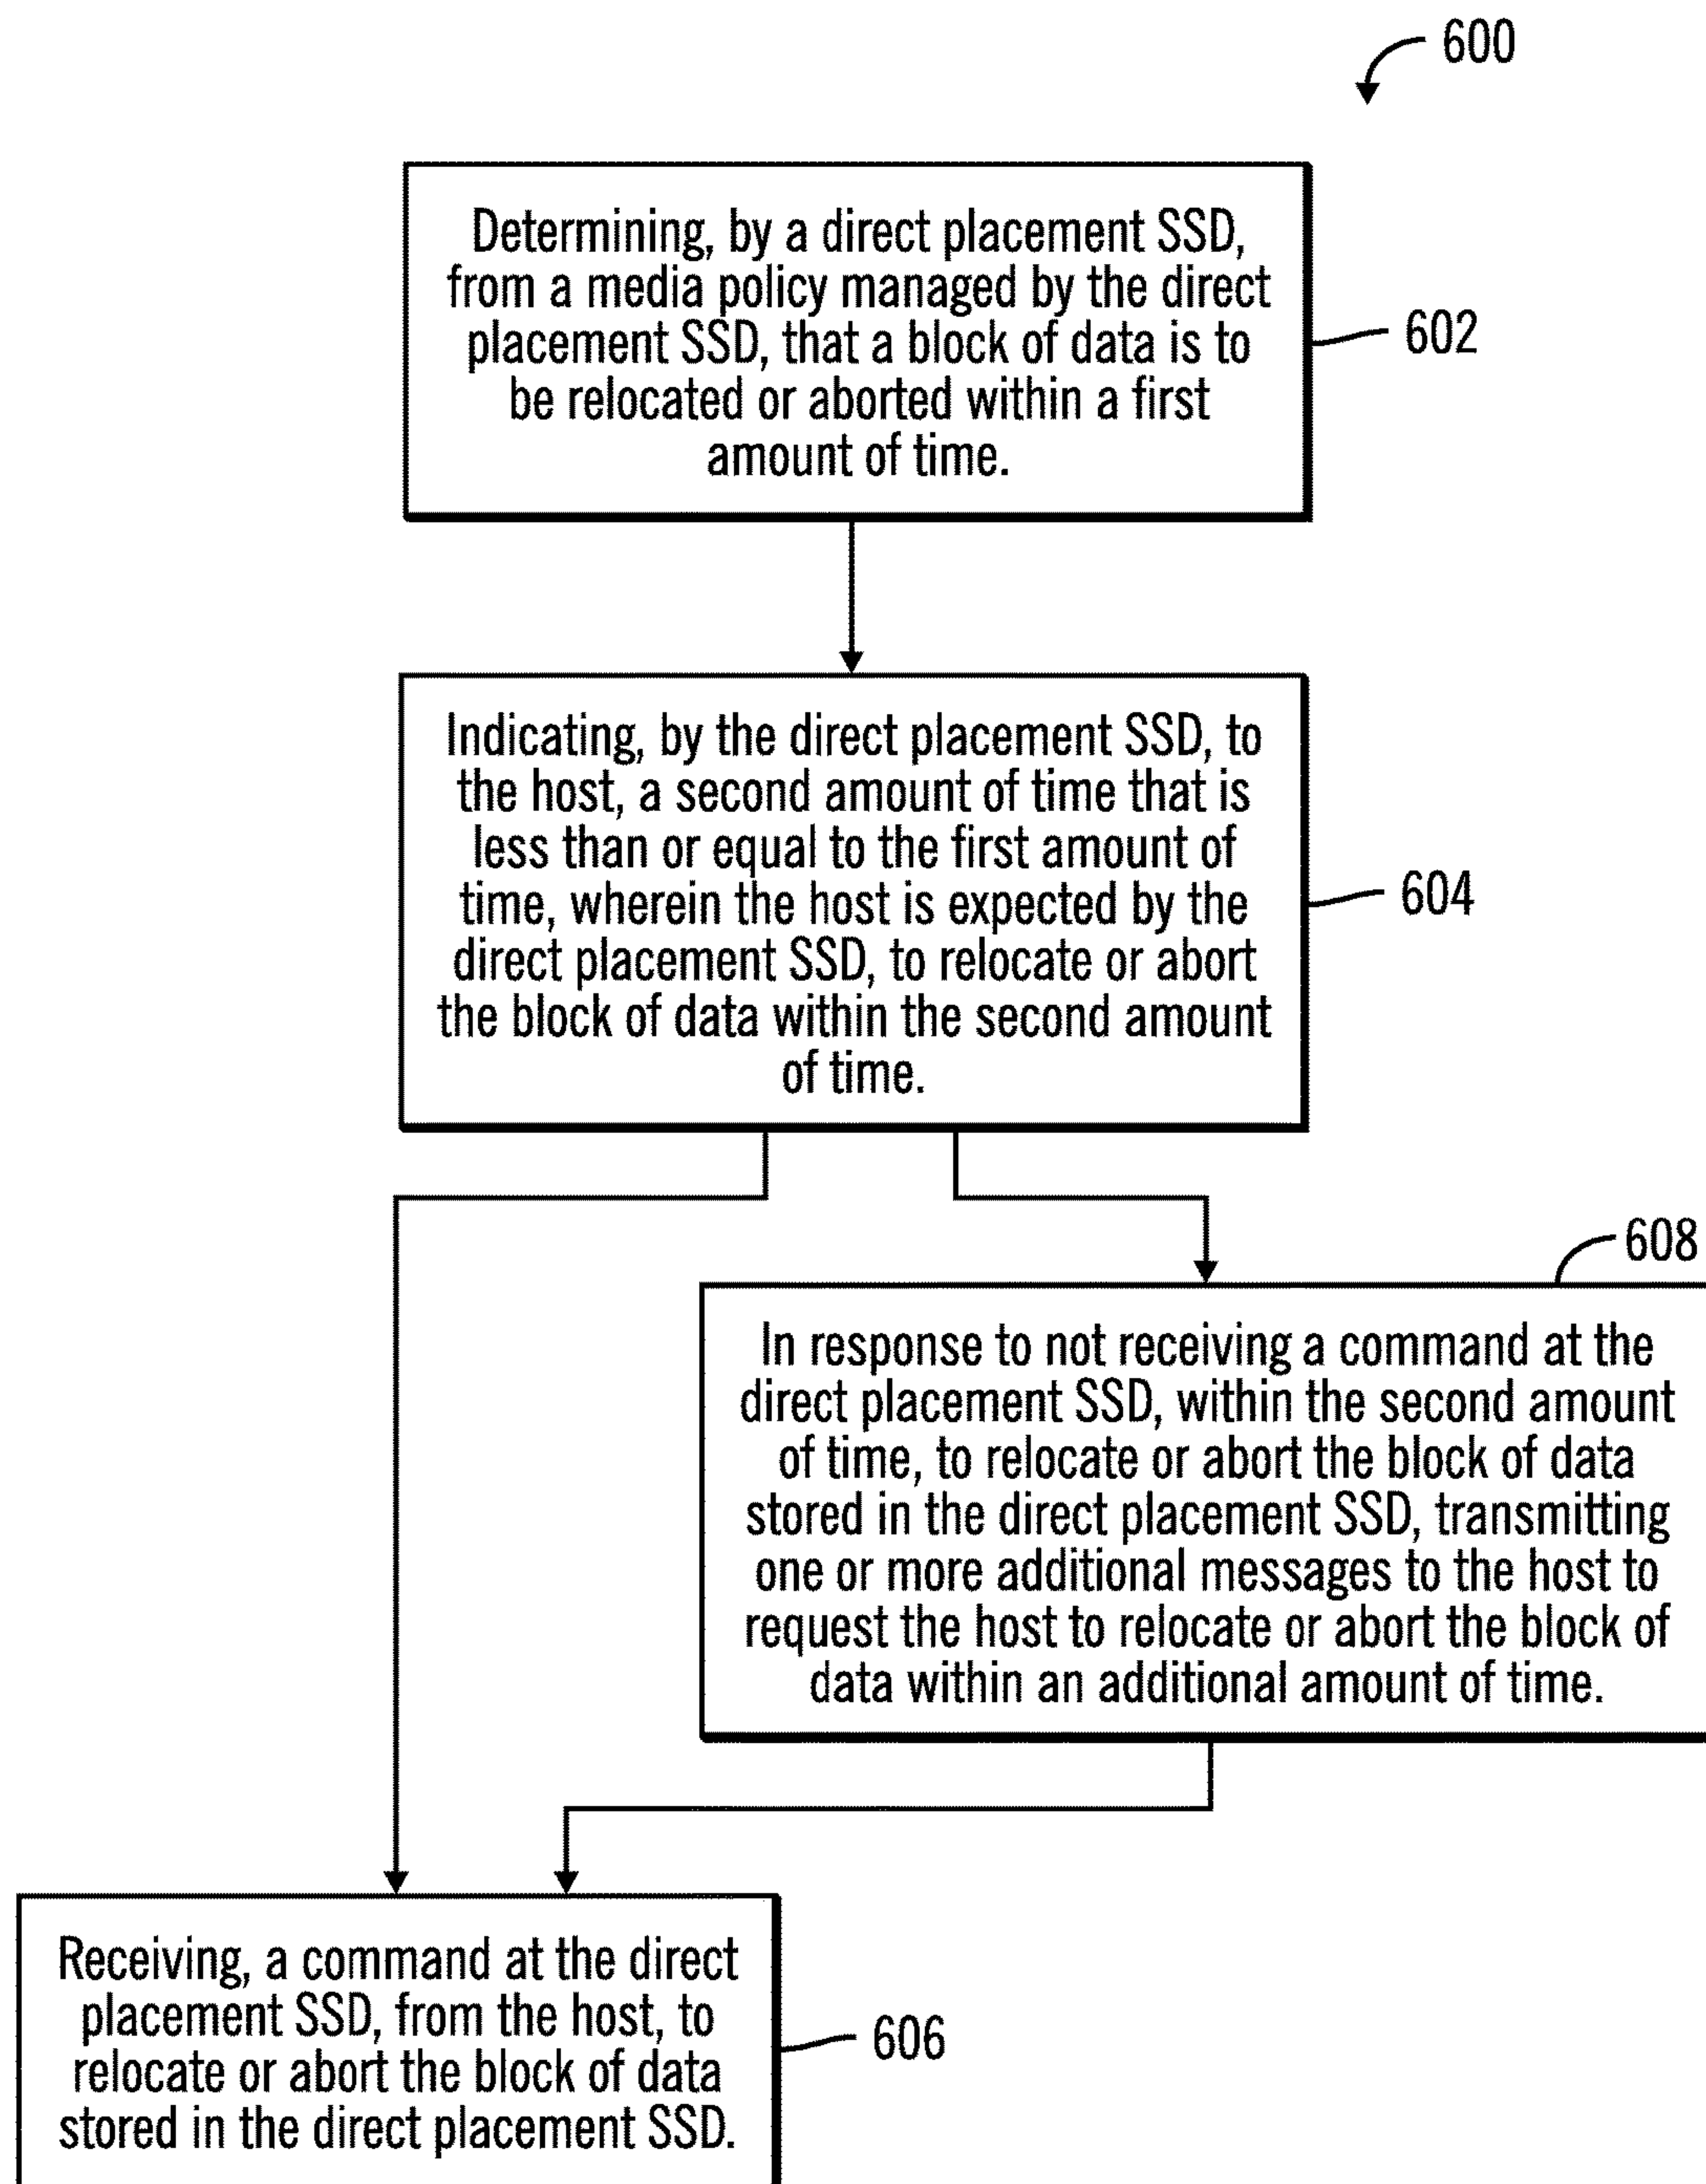 600
Determining, by a direct placement SSD,
from a media policy managed by the direct
placement SSD, that a block of data is to
be relocated or aborted within a first
amount of time.
602
Indicating, by the direct placement SSD, to
the host, a second amount of time that is
less than or equal to the first amount of
time, wherein the host is expected by the
direct placement SSD, to relocate or abort
the block of data within the second amount
of time.
604
608
In response to not receiving a command at the
direct placement SSD, within the second amount
of time, to relocate or abort the block of data
stored in the direct placement SSD, transmitting
one or more additional messages to the host to
request the host to relocate or abort the block of
data within an additional amount of time.
Receiving, a command at the direct
placement SSD, from the host, to
relocate or abort the block of data
stored in the direct placement SSD.
606